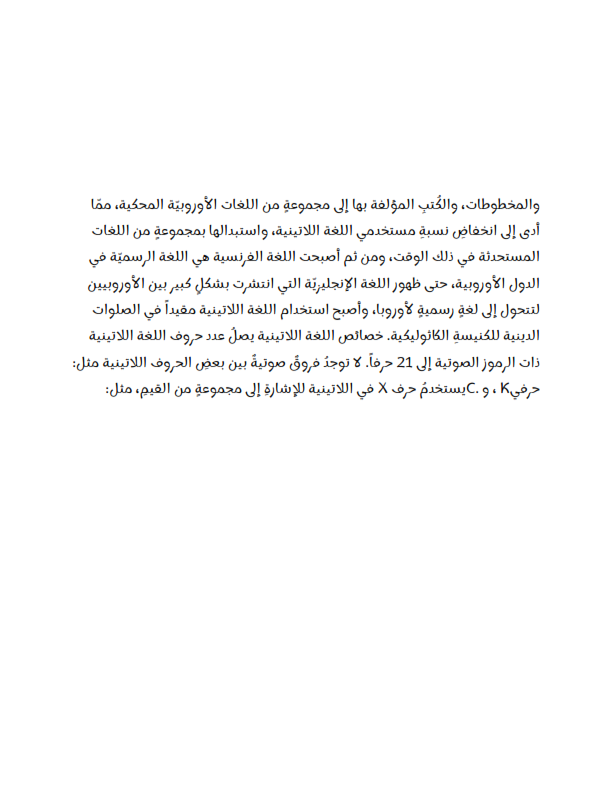 والمخطوطات، والكُتبِ المؤلفة بها إلى مجموعةٍ من اللغات الأوروبيّة المحكية، ممّا
أدى إلى انخفاضِ نسبةِ مستخدمي اللغة اللاتينية، واستبدالها بمجموعةٍ من اللغات
المستحدثة في ذلك الوقت، ومن ثم أصبحت اللغة الفرنسية هي اللغة الرسميّة في
الدول الأوروبية، حتى ظهور اللغة الإنجليزيّة التي انتشرت بشكلٍ كبير بين الأوروبيين
لتتحول إلى لغةٍ رسميةٍ لأوروبا، وأصبح استخدام اللغة اللاتينية مقيداً في الصلوات
الدينية للكنيسةِ الكاثوليكية. خصائص اللغة اللاتينية يصلُ عدد حروف اللغة اللاتينية
ذات الرموز الصوتية إلى 21 حرفاً. لا توجدُ فروقٌ صوتيةٌ بين بعضِ الحروف اللاتينية مثل:
حرفيK ، و .Cيستخدمُ حرف X في اللاتينية للإشارةِ إلى مجموعةٍ من القيمِ، مثل: